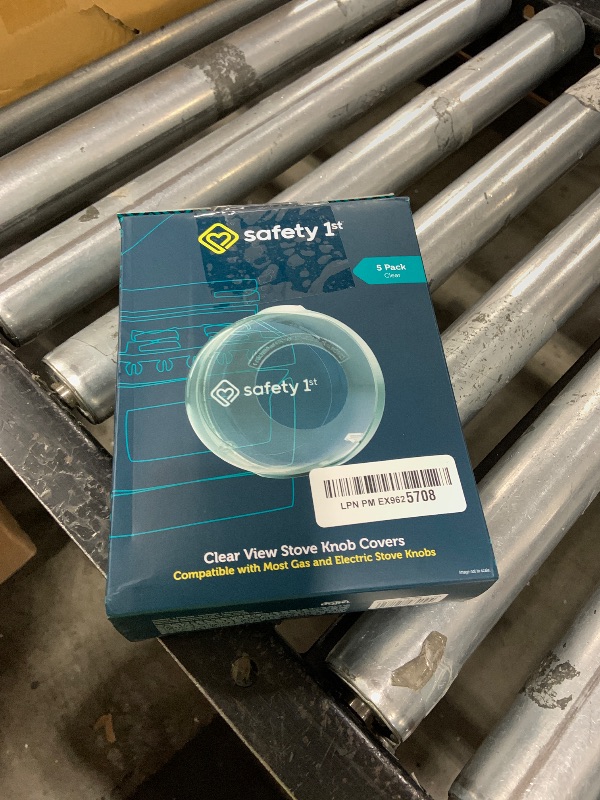 safety 1st
5 Pack
Clear
safety 1st
LPN PM EX9625708
Clear View Stove Knob Covers
Compatible with Most Gas and Electric Stove Knobs